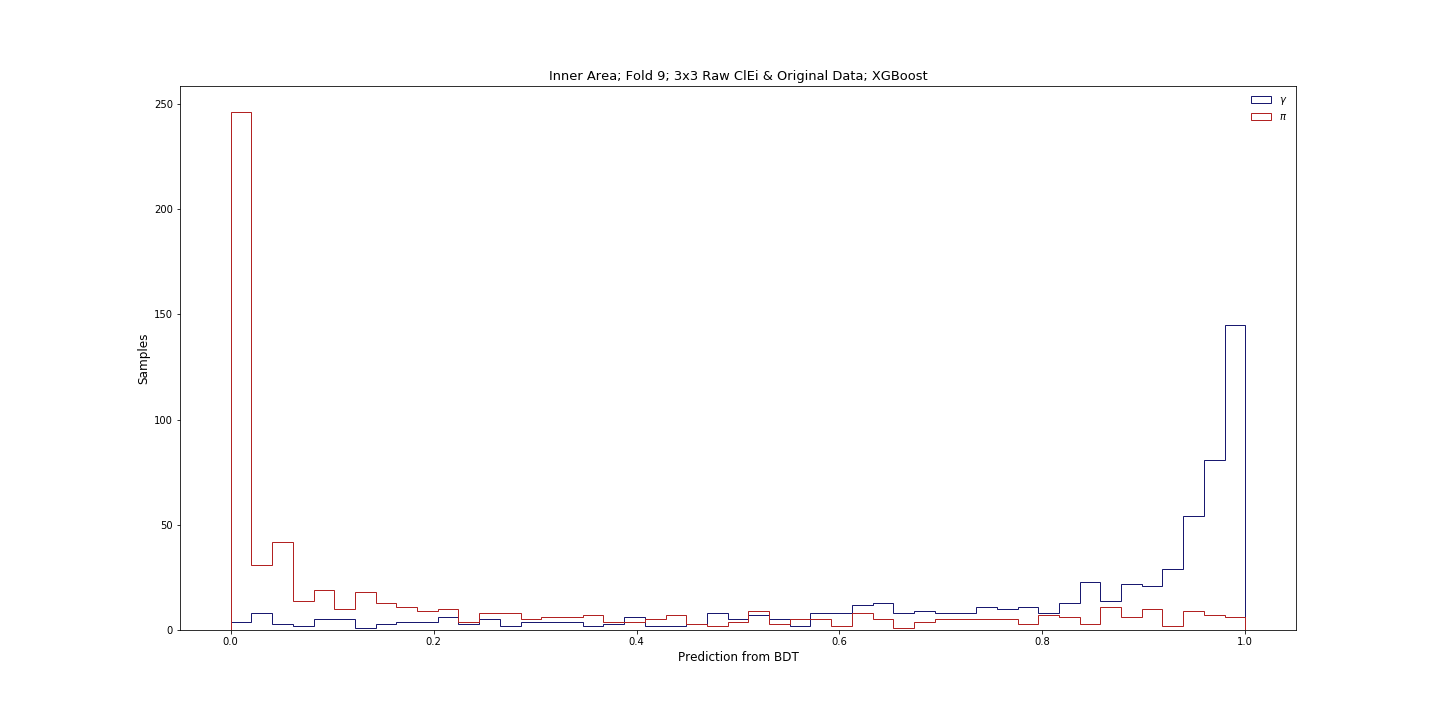 Inner Area; Fold 9; 3x3 Raw ClEi & Original Data; XGBoost
γ
π
250
200
150
100
50
0
Samples
0.0 0.2 0.4 0.6 0.8 1.0
Prediction from BDT